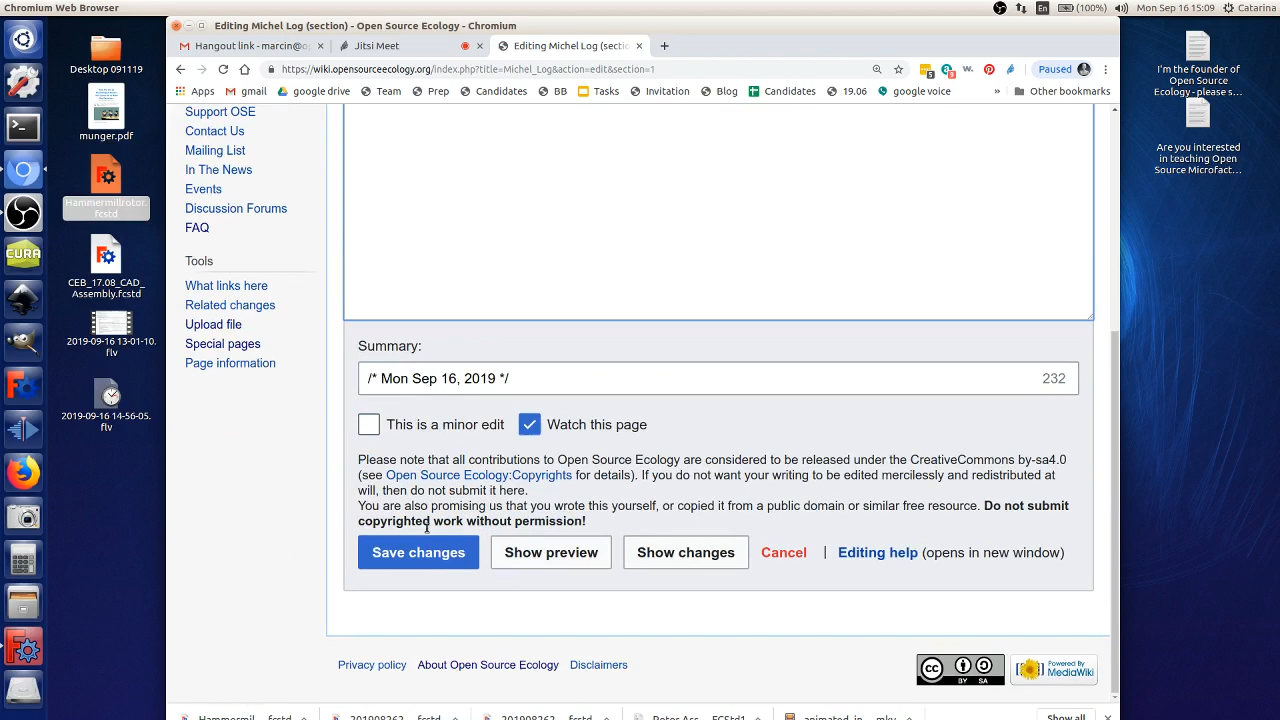 Chromium Web Browser
En
(100%)
Mon Sep 16 15:09
Catarina
Editing Michel Log (section) - Open Source Ecology - Chromium
Hangout link - marcin@o
Jitsi Meet
Editing Michel Log (sectio
https://wiki.opensourceecology.org/index.php?title=Michel_Log&action=edit&section=1
Paused
Apps
gmail
google drive
Team
Prep
Candidates
BB
Tasks
Invitation
Blog
Candid
19.06
google voice
Other bookmarks
Desktop 091119
munger.pdf
Hammermillrotor.
fcstd
CEB_17.08_CAD_
Assembly.fcstd
2019-09-16 13-01-10.
flv
2019-09-16 14-56-05.
flv
CURA
Support OSE
Contact Us
Mailing List
In The News
Events
Discussion Forums
FAQ
Tools
What links here
Related changes
Upload file
Special pages
Page information
Summary:
/* Mon Sep 16, 2019 */
232
This is a minor edit
Watch this page
Please note that all contributions to Open Source Ecology are considered to be released under the CreativeCommons by-sa4.0
(see Open Source Ecology:Copyrights for details). If you do not want your writing to be edited mercilessly and redistributed at
will, then do not submit it here.
You are also promising us that you wrote this yourself, or copied it from a public domain or similar free resource. Do not submit
copyrighted work without permission!
Save changes
Show preview
Show changes
Cancel
|
Editing help (opens in new window)
Privacy policy
About Open Source Ecology
Disclaimers
CC BY SA
Powered By
MediaWiki
I'm the founder of
Open Source
Ecology - please s...
Are you interested
in teaching Open
Source Microfact...
Show all